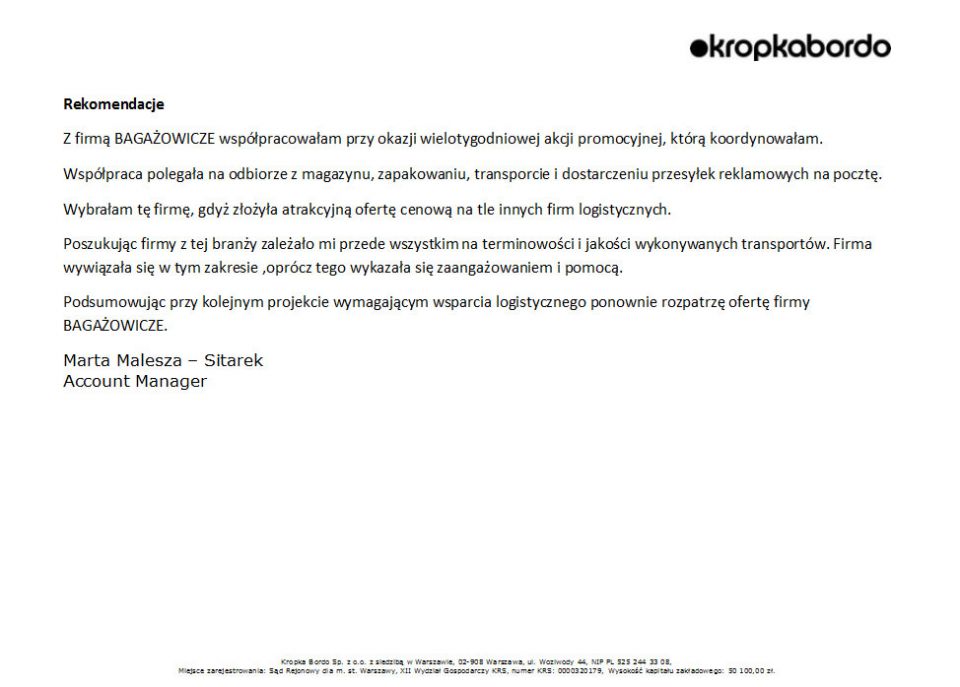 kropkabordo
Rekomendacje
Z firmą BAGAŻOWICZE współpracowałam przy okazji wielotygodniowej akcji promocyjnej, którą koordynowałam.
Współpraca polegała na odbiorze z magazynu, zapakowaniu, transporcie i dostarczeniu przesyłek reklamowych na pocztę.
Wybrałam tę firmę, gdyż złożyła atrakcyjną ofertę cenową na tle innych firm logistycznych.
Poszukując firmy z tej branży zależało mi przede wszystkim na terminowości i jakości wykonywanych transportów. Firma
wywiązała się w tym zakresie ,oprócz tego wykazała się zaangażowaniem i pomocą.
Podsumowując przy kolejnym projekcie wymagającym wsparcia logistycznego ponownie rozpatrzę ofertę firmy
BAGAŻOWICZE.
Marta Malesza – Sitarek
Account Manager
Kropka Bordo Sp. z o.o. z siedzibą w Warszawie, 02-908 Warszawa, ul. Woziwody 44, NIP PL 525 244 33 08,
Miejsce zarejestrowania: Sąd Rejonowy dla m. st. Warszawy, XII Wydział Gospodarczy KRS, numer KRS: 0000320179, Wysokość kapitału zakładowego: 50 100,00 zł.